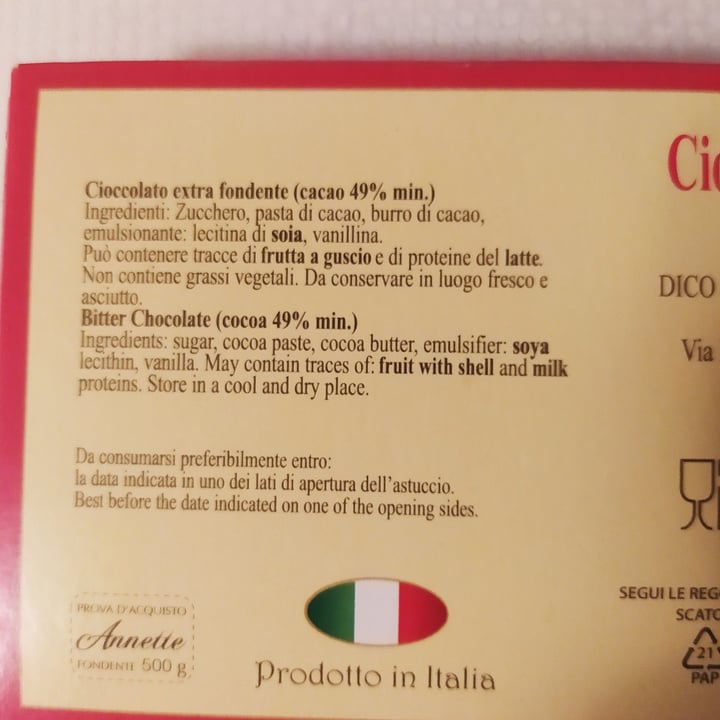 Cioccolato extra fondente (cacao 49% min.)
Ingredienti: Zucchero, pasta di cacao, burro di cacao,
emulsionante: lecitina di soia, vanillina.
Può contenere tracce di frutta a guscio e di proteine del latte.
Non contiene grassi vegetali. Da conservare in luogo fresco e
asciutto.
Bitter Chocolate (cocoa 49% min.)
Ingredients: sugar, cocoa paste, cocoa butter, emulsifier: soya
lecithin, vanilla. May contain traces of: fruit with shell and milk
proteins. Store in a cool and dry place.
Da consumarsi preferibilmente entro:
la data indicata in uno dei lati di apertura dell'astuccio.
Best before the date indicated on one of the opening sides.
PROVA D'ACQUISTO
Annette
FONDENTE 500 g
Prodotto in Italia
DICO
Via
SEGUI LE
21
PAP